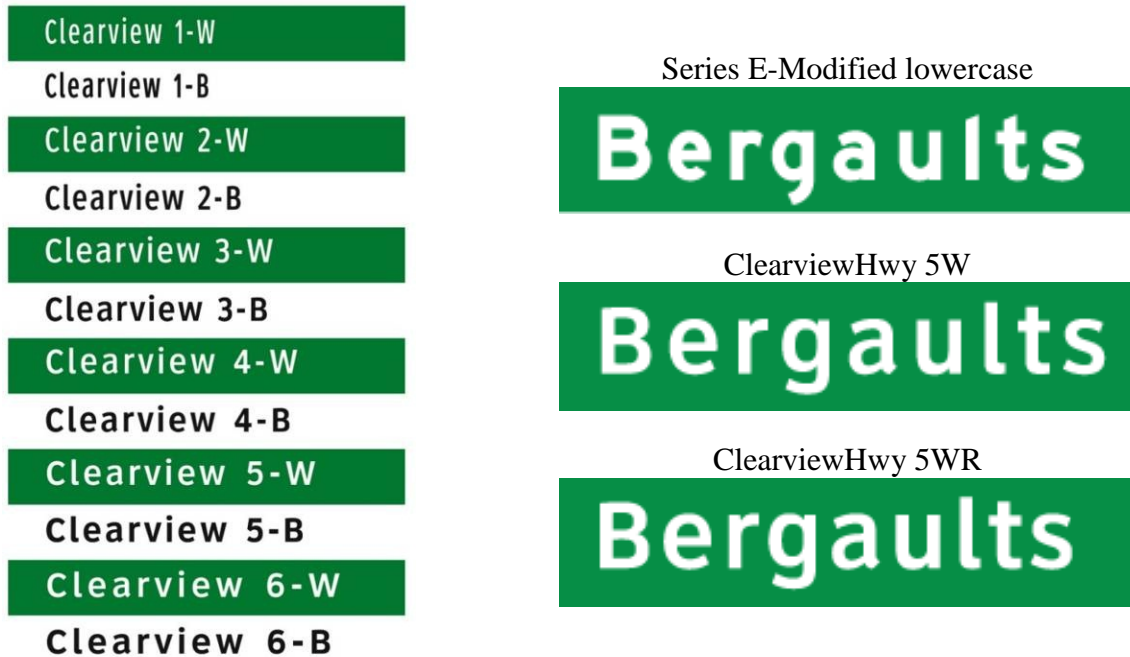 Clearview 1-W
Clearview 1-B
Clearview 2-W
Clearview 2-B
Clearview 3-W
Clearview 3-B
Clearview 4-W
Clearview 4-B
Clearview 5-W
Clearview 5-B
Clearview 6-W
Clearview 6-B
Series E-Modified lowercase
Bergaults
ClearviewHwy 5W
Bergaults
ClearviewHwy 5WR
Bergaults